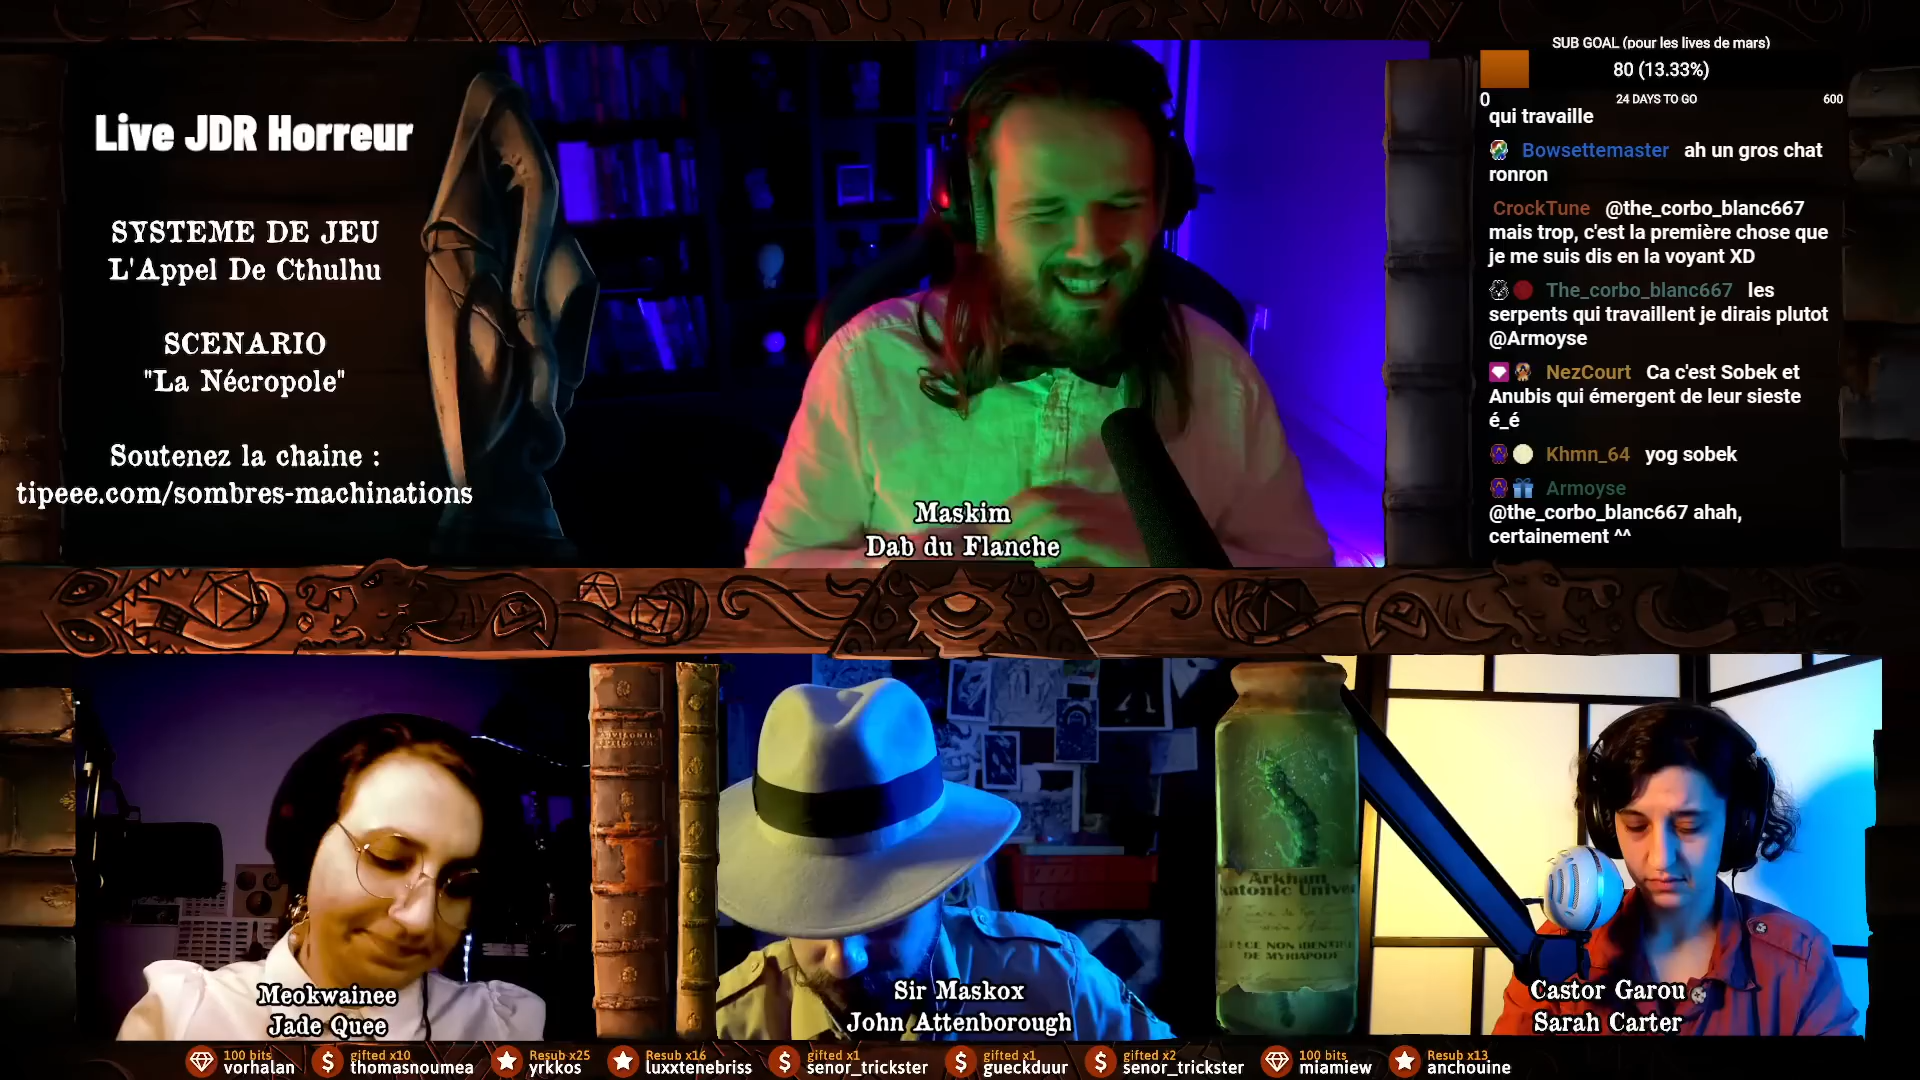 Live JDR Horreur
SYSTEME DE JEU
L'Appel De Cthulhu
SCENARIO
"La Nécropole"
Soutenez la chaine :
tipeee.com/sombres-machinations
Maskim
Dab du Flanche
SUB GOAL (pour les lives de mars)
80 (13.33%)
0
24 DAYS TO GO
600
qui travaille
Bowsettemaster ah un gros chat
ronron
CrockTune @the_corbo_blanc667
mais trop, c'est la première chose que
je me suis dis en la voyant XD
The_corbo_blanc667 les
serpents qui travaillent je dirais plutot
@Armoyse
NezCourt Ca c'est Sobek et
Anubis qui émergent de leur sieste
é_è
Khmn_64 yog sobek
Armoyse
@the_corbo_blanc667 ahah,
certainement ^^
Meokwainee
Jade Quee
Sir Maskox
John Attenborough
Arkham
DE MYRIAPODE
Castor Garou
Sarah Carter
100 bits
vorhalan
gifted x10
thomasnoumea
Resub x25
yrkkos
Resub x16
luxxtenebriss
gifted x1
senor_trickster
gifted x1
gueckduur
gifted x2
senor_trickster
100 bits
miamiew
Resub x13
anchouine